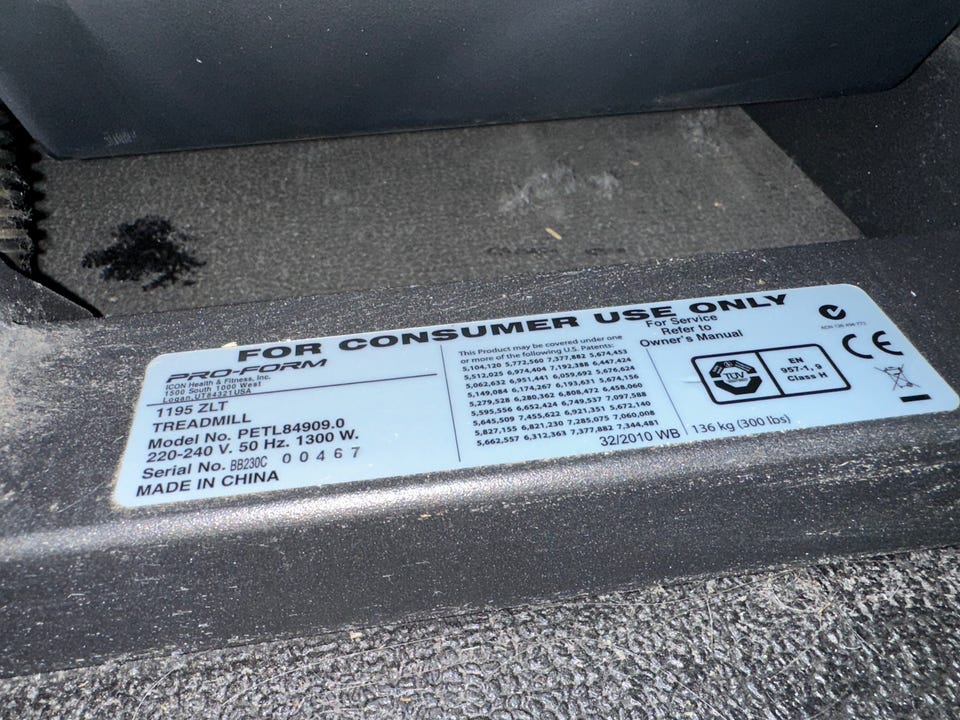 FOR CONSUMER USE ONLY
PRO-FORM
ICON Health & Fitness, Inc.
1500 South 1000 West
Logan, UT84321USA
1195 ZLT
TREADMILL
Model No. PETL84909.0
220-240 V. 50 Hz. 1300 W.
Serial No. BB230C 00467
MADE IN CHINA
This Product may be covered under one
or more of the following U.S. Patents:
5,104,120 5,772,560 7,377,882 5,674,453
5,512,025 6,974,404 7,192,388 6,447,424
5,062,632 6,951,441 6,059,692 5,676,624
5,149,084 6,174,267 6,193,631 5,674,156
5,279,528 6,280,362 6,808,472 6,458,060
5,595,556 6,652,424 6,749,537 7,097,588
5,645,509 7,455,622 6,921,351 5,672,140
5,827,155 6,821,230 7,285,075 7,060,008
5,662,557 6,312,363 7,377,882 7,344,481
32/2010 WB
For Service
Refer to
Owner's Manual
TÜV
EN
957-1, 9
Class H
136 kg (300 lbs)
CE